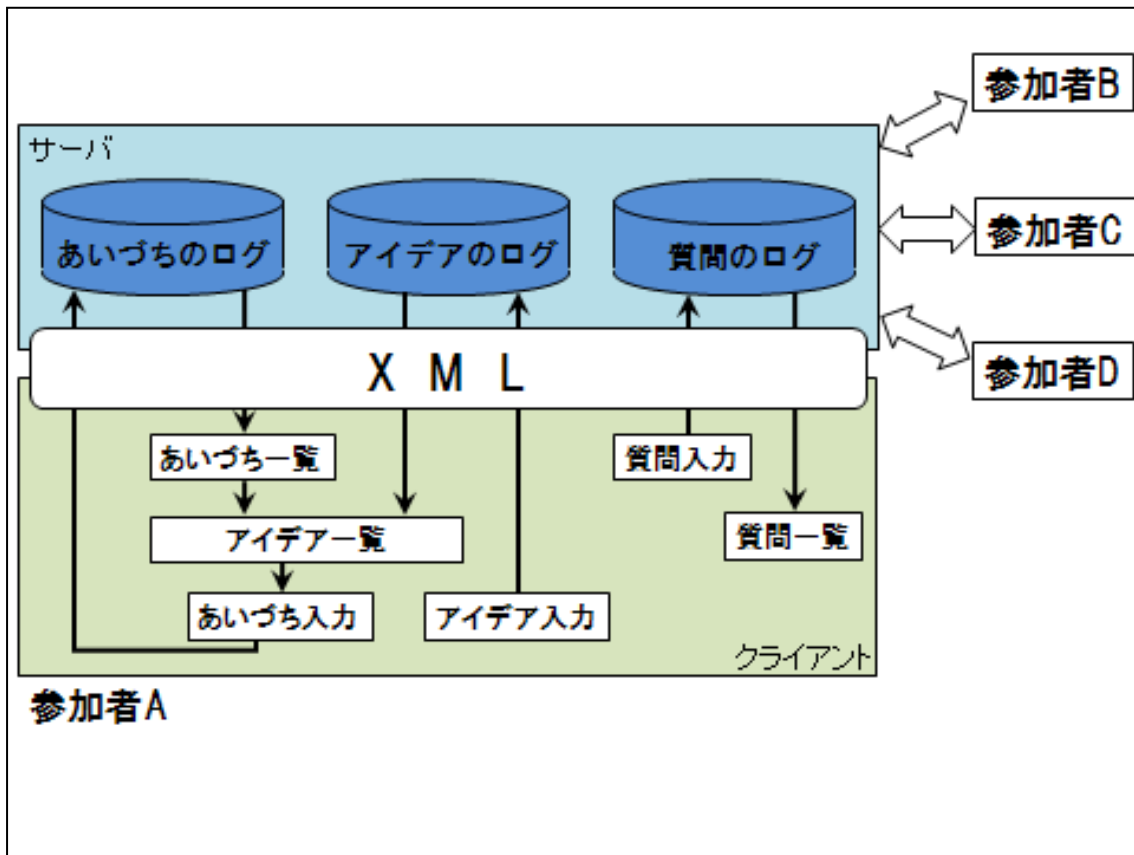 参加者B
サーバ
あいづちのログ
アイデアのログ
質問のログ
参加者C
XML
参加者D
あいづち一覧
質問入力
アイデア一覧
質問一覧
あいづち入力
アイデア入力
クライアント
参加者A